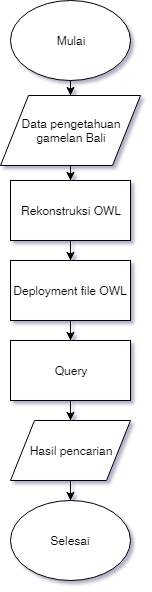 Mulai
Data pengetahuan
gamelan Bali
Rekonstruksi OWL
Deployment file OWL
Query
Hasil pencarian
Selesai